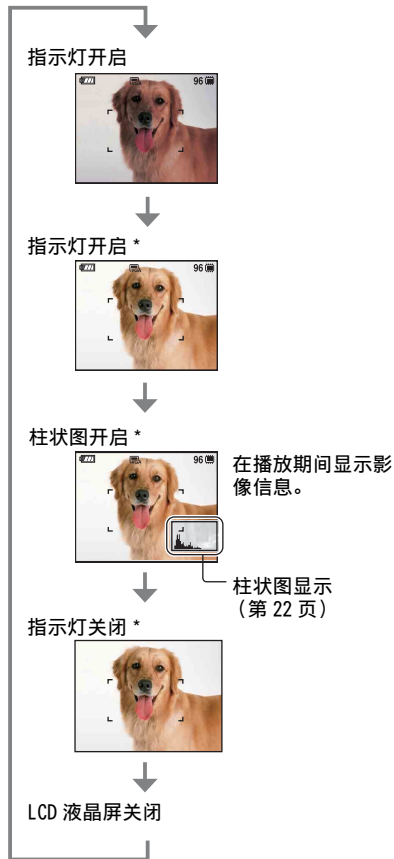 指示灯开启
96
指示灯开启 *
96
柱状图开启 *
96
在播放期间显示影
像信息。
柱状图显示
（第 22 页）
指示灯关闭 *
LCD 液晶屏关闭